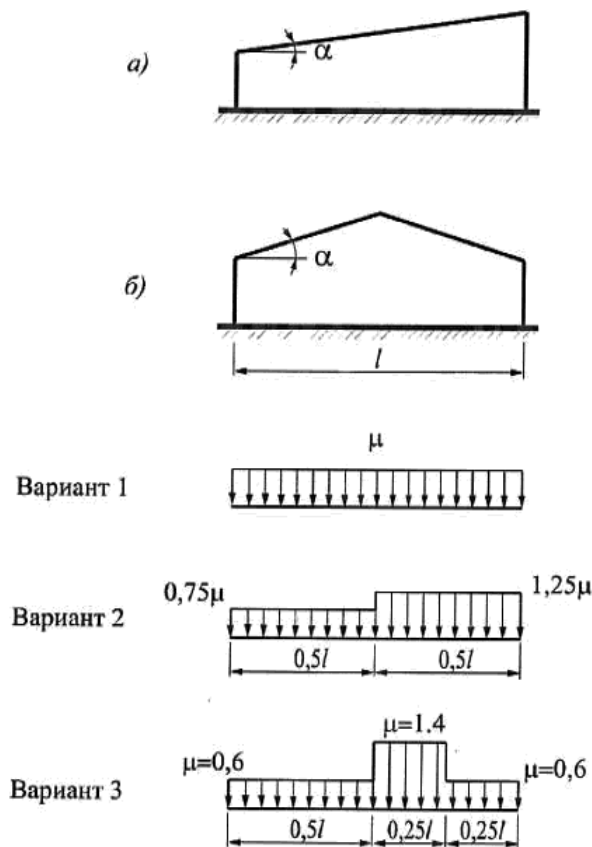 а)
α
б)
α
l
μ
Вариант 1
0,75μ
1,25μ
Вариант 2
0,5l
0,5l
μ=1.4
μ=0,6
μ=0,6
Вариант 3
0,5l
0,25l
0,25l